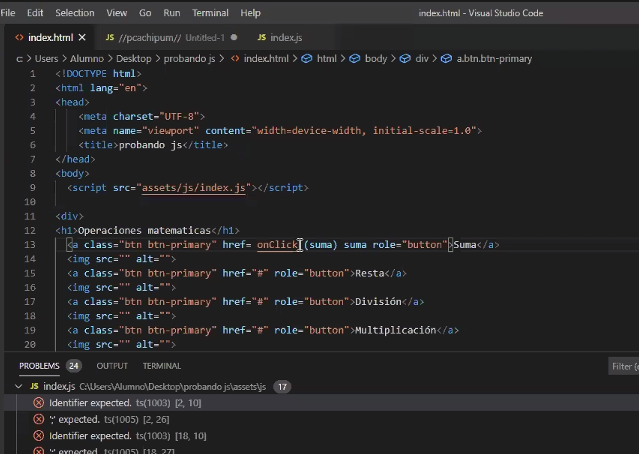 File Edit Selection View Go Run Terminal Help index.html - Visual Studio Code
index.html //pcachipum// Untitled-1 JS index.js
c: > Users > Alumno > Desktop > probando js > index.html > html > body > div > a.btn.btn-primary
1 <!DOCTYPE html>
2 <html lang="en">
3 <head>
4 <meta charset="UTF-8">
5 <meta name="viewport" content="width=device-width, initial-scale=1.0">
6 <title>probando js</title>
7 </head>
8 <body>
9 <script src="assets/js/index.js"></script>
10
11 <div>
12 <h1>Operaciones matematicas</h1>
13 <a class="btn btn-primary" href= onClick (suma) suma role="button">Suma</a>
14 <img src="" alt="">
15 <a class="btn btn-primary" href="#" role="button">Resta</a>
16 <img src="" alt="">
17 <a class="btn btn-primary" href="#" role="button">División</a>
18 <img src="" alt="">
19 <a class="btn btn-primary" href="#" role="button">Multiplicación</a>
20 <img src="" alt="">
PROBLEMS 24 OUTPUT TERMINAL Filter
JS index.js C:\Users\Alumno\Desktop\probando js\assets\js 17
Identifier expected. ts(1003) [2, 10]
';' expected. ts(1005) [2, 26]
Identifier expected. ts(1003) [18, 10]
';' expected. ts(1005) [18, 27]